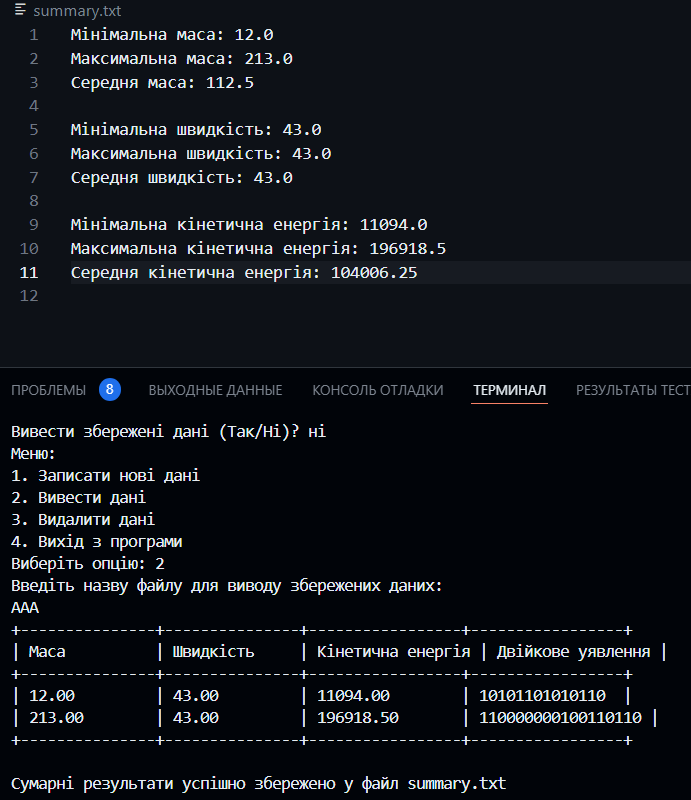 summary.txt
1 Мінімальна маса: 12.0
2 Максимальна маса: 213.0
3 Середня маса: 112.5
4
5 Мінімальна швидкість: 43.0
6 Максимальна швидкість: 43.0
7 Середня швидкість: 43.0
8
9 Мінімальна кінетична енергія: 11094.0
10 Максимальна кінетична енергія: 196918.5
11 Середня кінетична енергія: 104006.25
12
ПРОБЛЕМЫ 8 ВЫХОДНЫЕ ДАННЫЕ КОНСОЛЬ ОТЛАДКИ ТЕРМИНАЛ РЕЗУЛЬТАТЫ ТЕСТ
Вивести збережені дані (Так/Ні)? ні
Меню:
1. Записати нові дані
2. Вивести дані
3. Видалити дані
4. Вихід з програми
Виберіть опцію: 2
Введіть назву файлу для виводу збережених даних:
AAA
+---------------+---------------+-----------------+-----------------+
| Маса          | Швидкість     | Кінетична енергія | Двійкове уявлення |
+---------------+---------------+-----------------+-----------------+
| 12.00         | 43.00         | 11094.00        | 10101101010110  |
| 213.00        | 43.00         | 196918.50       | 110000000100110110 |
+---------------+---------------+-----------------+-----------------+
Сумарні результати успішно збережено у файл summary.txt